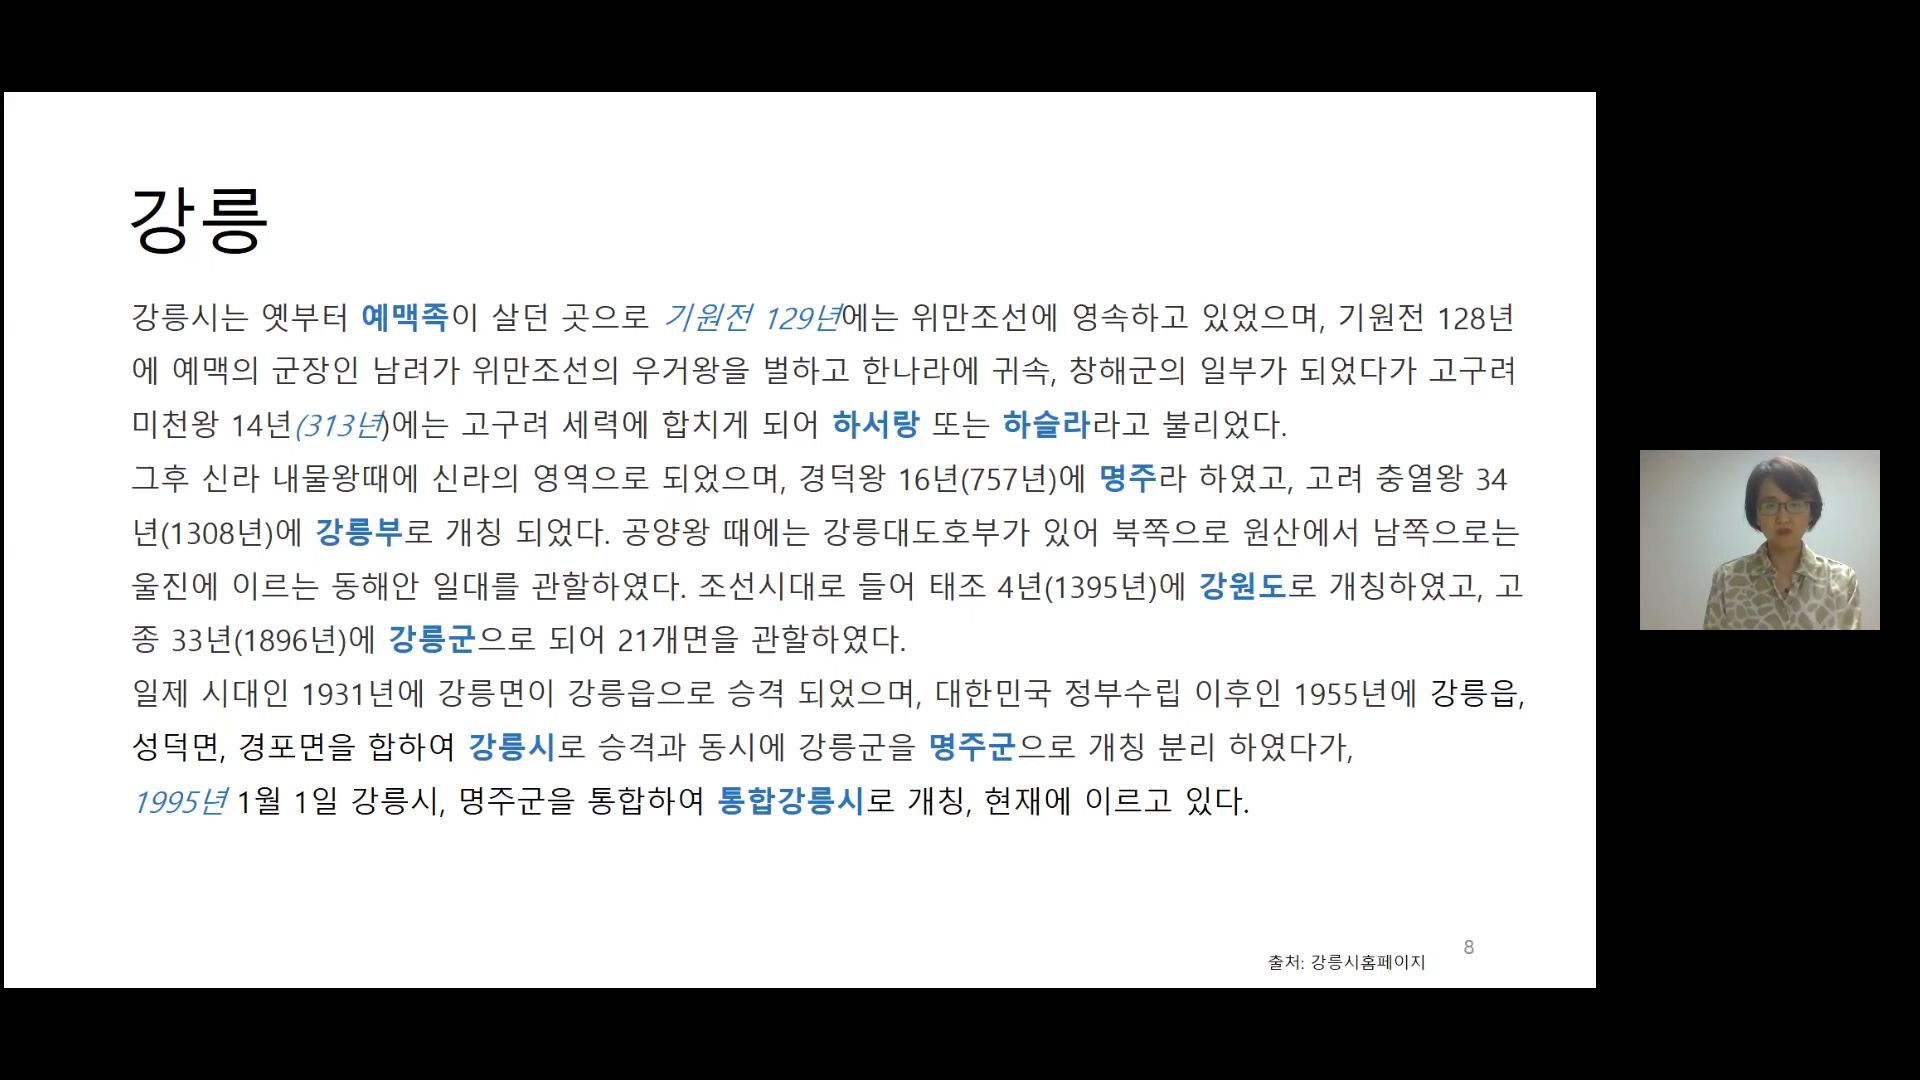 강릉
강릉시는 옛부터 예맥족이 살던 곳으로 기원전 129년에는 위만조선에 영속하고 있었으며, 기원전 128년
에 예맥의 군장인 남려가 위만조선의 우거왕을 벌하고 한나라에 귀속, 창해군의 일부가 되었다가 고구려
미천왕 14년(313년)에는 고구려 세력에 합치게 되어 하서랑 또는 하슬라라고 불리었다.
그후 신라 내물왕때에 신라의 영역으로 되었으며, 경덕왕 16년(757년)에 명주라 하였고, 고려 충열왕 34
년(1308년)에 강릉부로 개칭 되었다. 공양왕 때에는 강릉대도호부가 있어 북쪽으로 원산에서 남쪽으로는
울진에 이르는 동해안 일대를 관할하였다. 조선시대로 들어 태조 4년(1395년)에 강원도로 개칭하였고, 고
종 33년(1896년)에 강릉군으로 되어 21개면을 관할하였다.
일제 시대인 1931년에 강릉면이 강릉읍으로 승격 되었으며, 대한민국 정부수립 이후인 1955년에 강릉읍,
성덕면, 경포면을 합하여 강릉시로 승격과 동시에 강릉군을 명주군으로 개칭 분리 하였다가,
1995년 1월 1일 강릉시, 명주군을 통합하여 통합강릉시로 개칭, 현재에 이르고 있다.
8
출처: 강릉시홈페이지